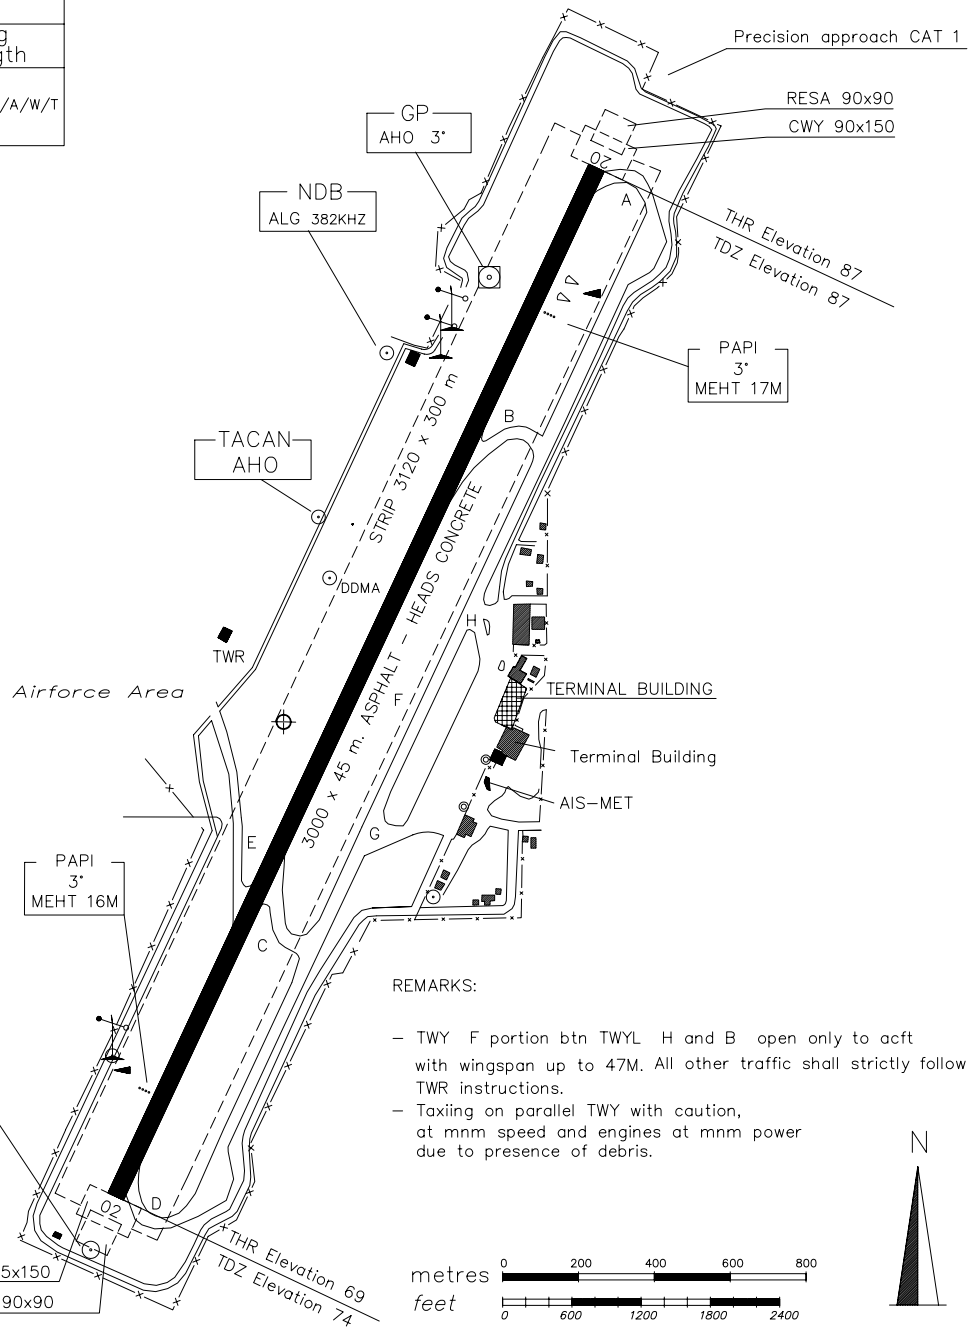 Precision approach CAT 1
/A/W/T
RESA 90x90
CWY 90x150
GP
AHO 3°
NDB
ALG 382KHZ
20
A
THR Elevation 87
TDZ Elevation 87
PAPI
3°
MEHT 17M
B
STRIP 3120 x 300 m
TACAN
AHO
DDMA
3000 x 45 m. ASPHALT - HEADS CONCRETE
H
TWR
Airforce Area
F
TERMINAL BUILDING
Terminal Building
AIS-MET
G
E
PAPI
3°
MEHT 16M
C
REMARKS:
- TWY F portion btn TWYL H and B open only to acft
with wingspan up to 47M. All other traffic shall strictly follow
TWR instructions.
- Taxiing on parallel TWY with caution,
at mnm speed and engines at mnm power
due to presence of debris.
N
D
02
THR Elevation 69
TDZ Elevation 74
5x150
90x90
metres 0 200 400 600 800
feet 0 600 1200 1800 2400